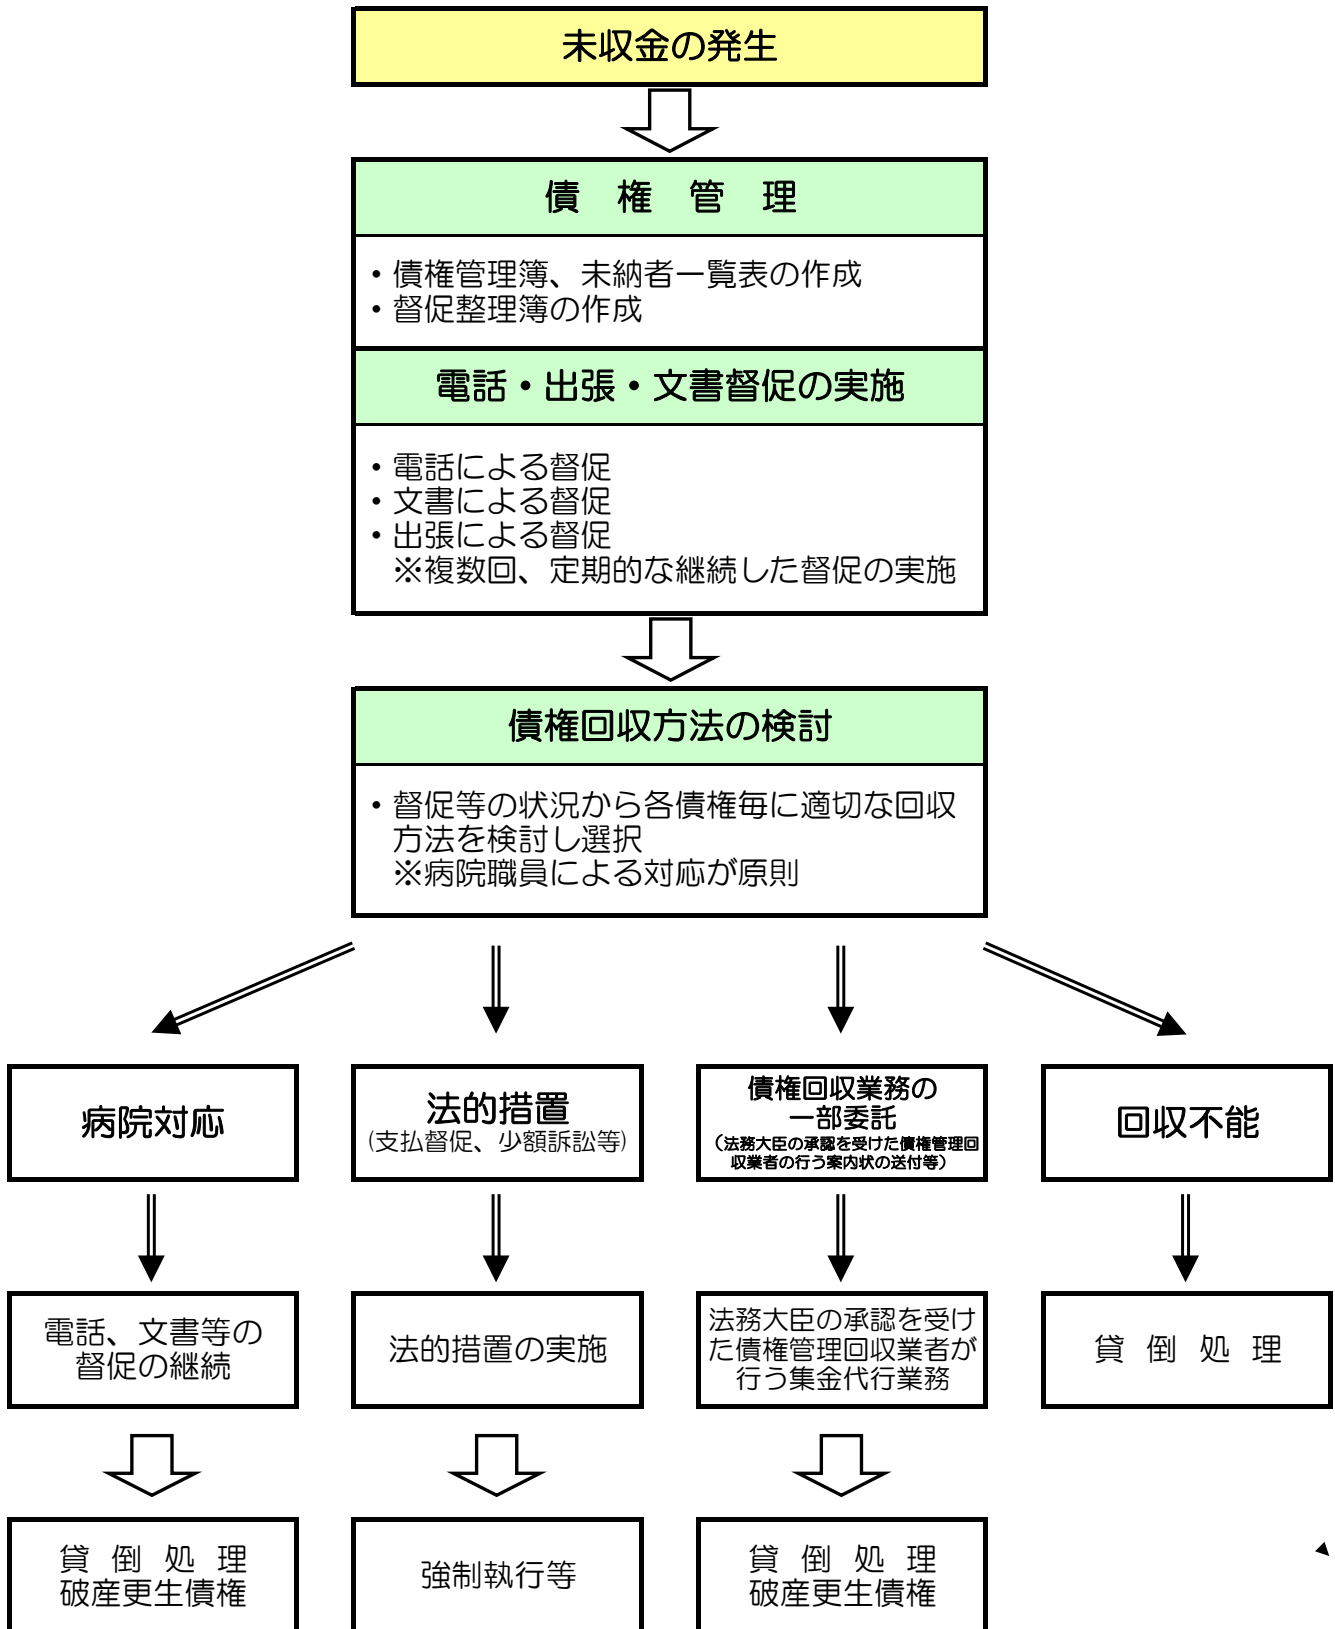 未収金の発生
債　権　管　理
・債権管理簿、未納者一覧表の作成
・督促整理簿の作成
電話・出張・文書督促の実施
・電話による督促
・文書による督促
・出張による督促
※複数回、定期的な継続した督促の実施
債権回収方法の検討
・督促等の状況から各債権毎に適切な回収
方法を検討し選択
※病院職員による対応が原則
病院対応
法的措置
(支払督促、少額訴訟等)
債権回収業務の
一部委託
（法務大臣の承認を受けた債権管理回
収業者の行う案内状の送付等）
回収不能
電話、文書等の
督促の継続
法的措置の実施
法務大臣の承認を受け
た債権管理回収業者が
行う集金代行業務
貸　倒　処　理
貸　倒　処　理
破産更生債権
強制執行等
貸　倒　処　理
破産更生債権